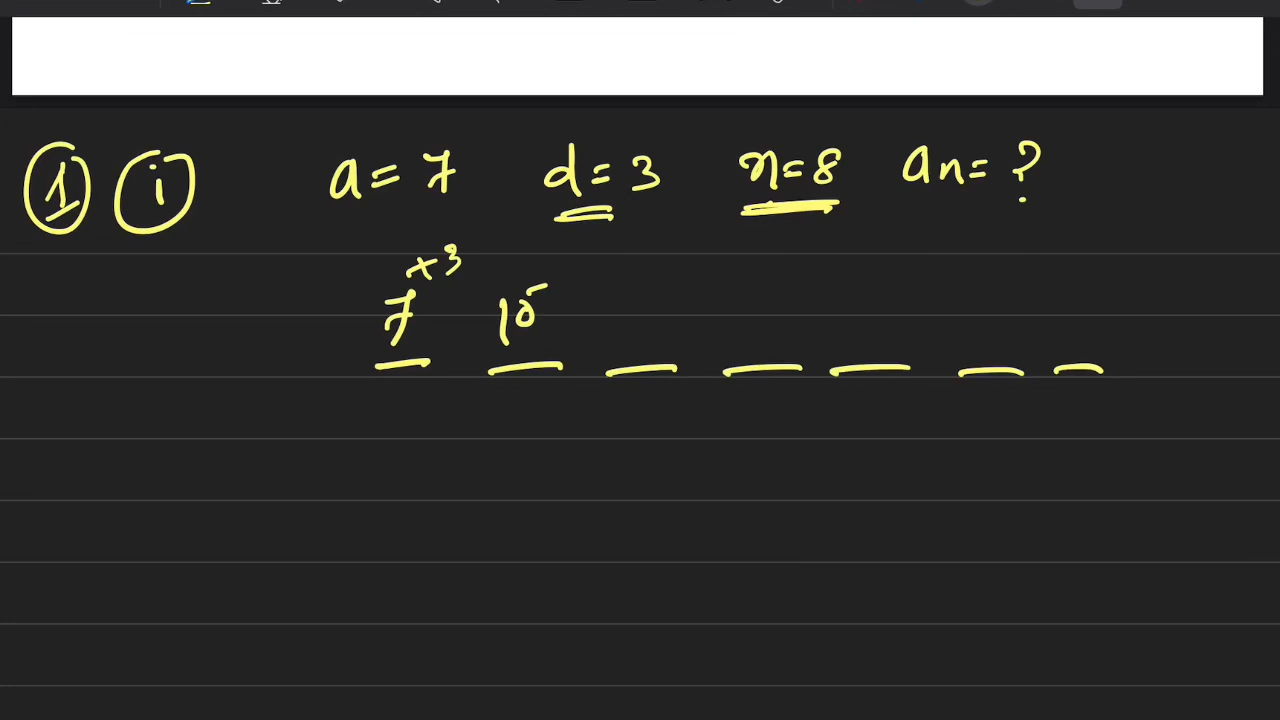 ① ⓘ a = 7 d = 3 n = 8 an = ?
+3
7 10